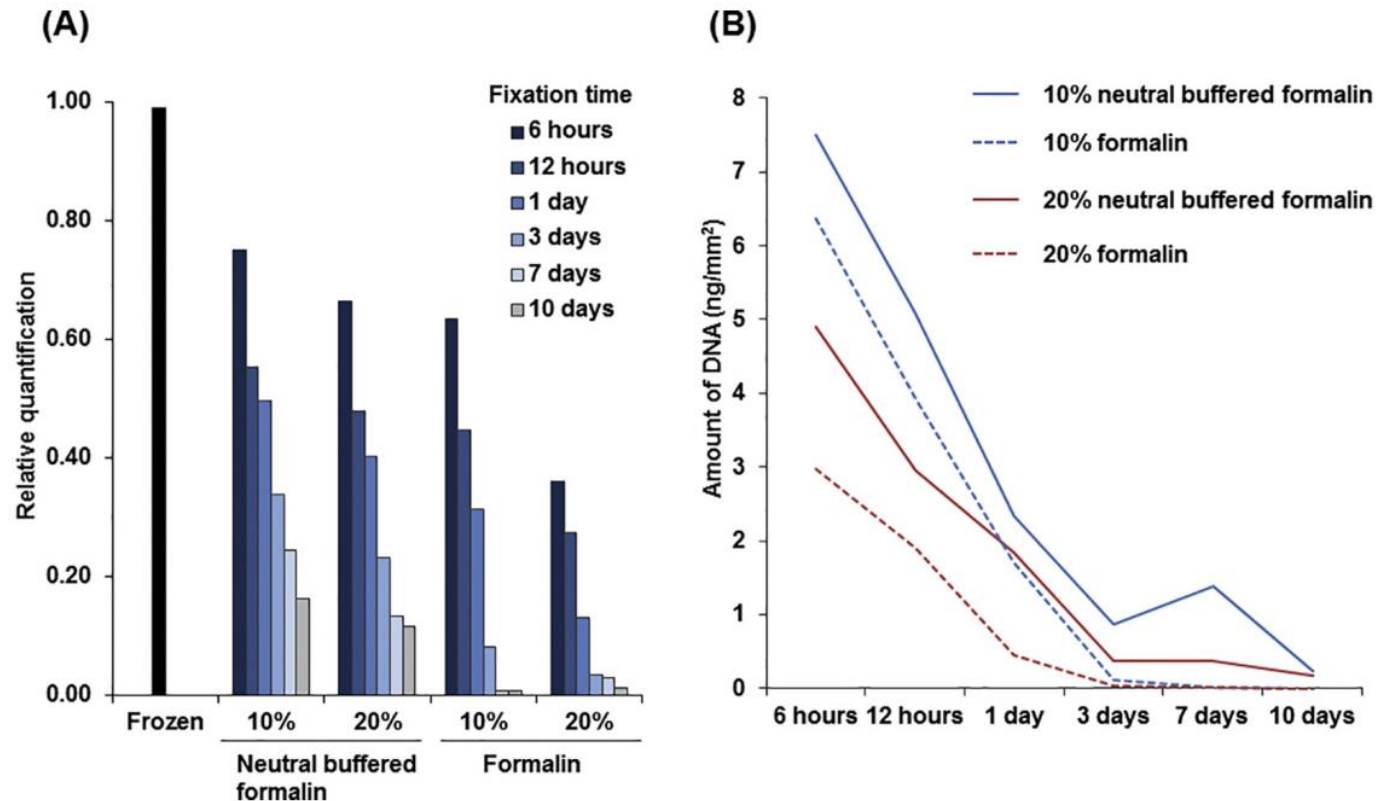 (A)
Relative quantification
1.00
0.80
0.60
0.40
0.20
0.00
Fixation time
6 hours
12 hours
1 day
3 days
7 days
10 days
Frozen 10% 20% 10% 20%
Neutral buffered
formalin
Formalin
(B)
Amount of DNA (ng/mm²)
8
7
6
5
4
3
2
1
0
10% neutral buffered formalin
10% formalin
20% neutral buffered formalin
20% formalin
6 hours 12 hours 1 day 3 days 7 days 10 days